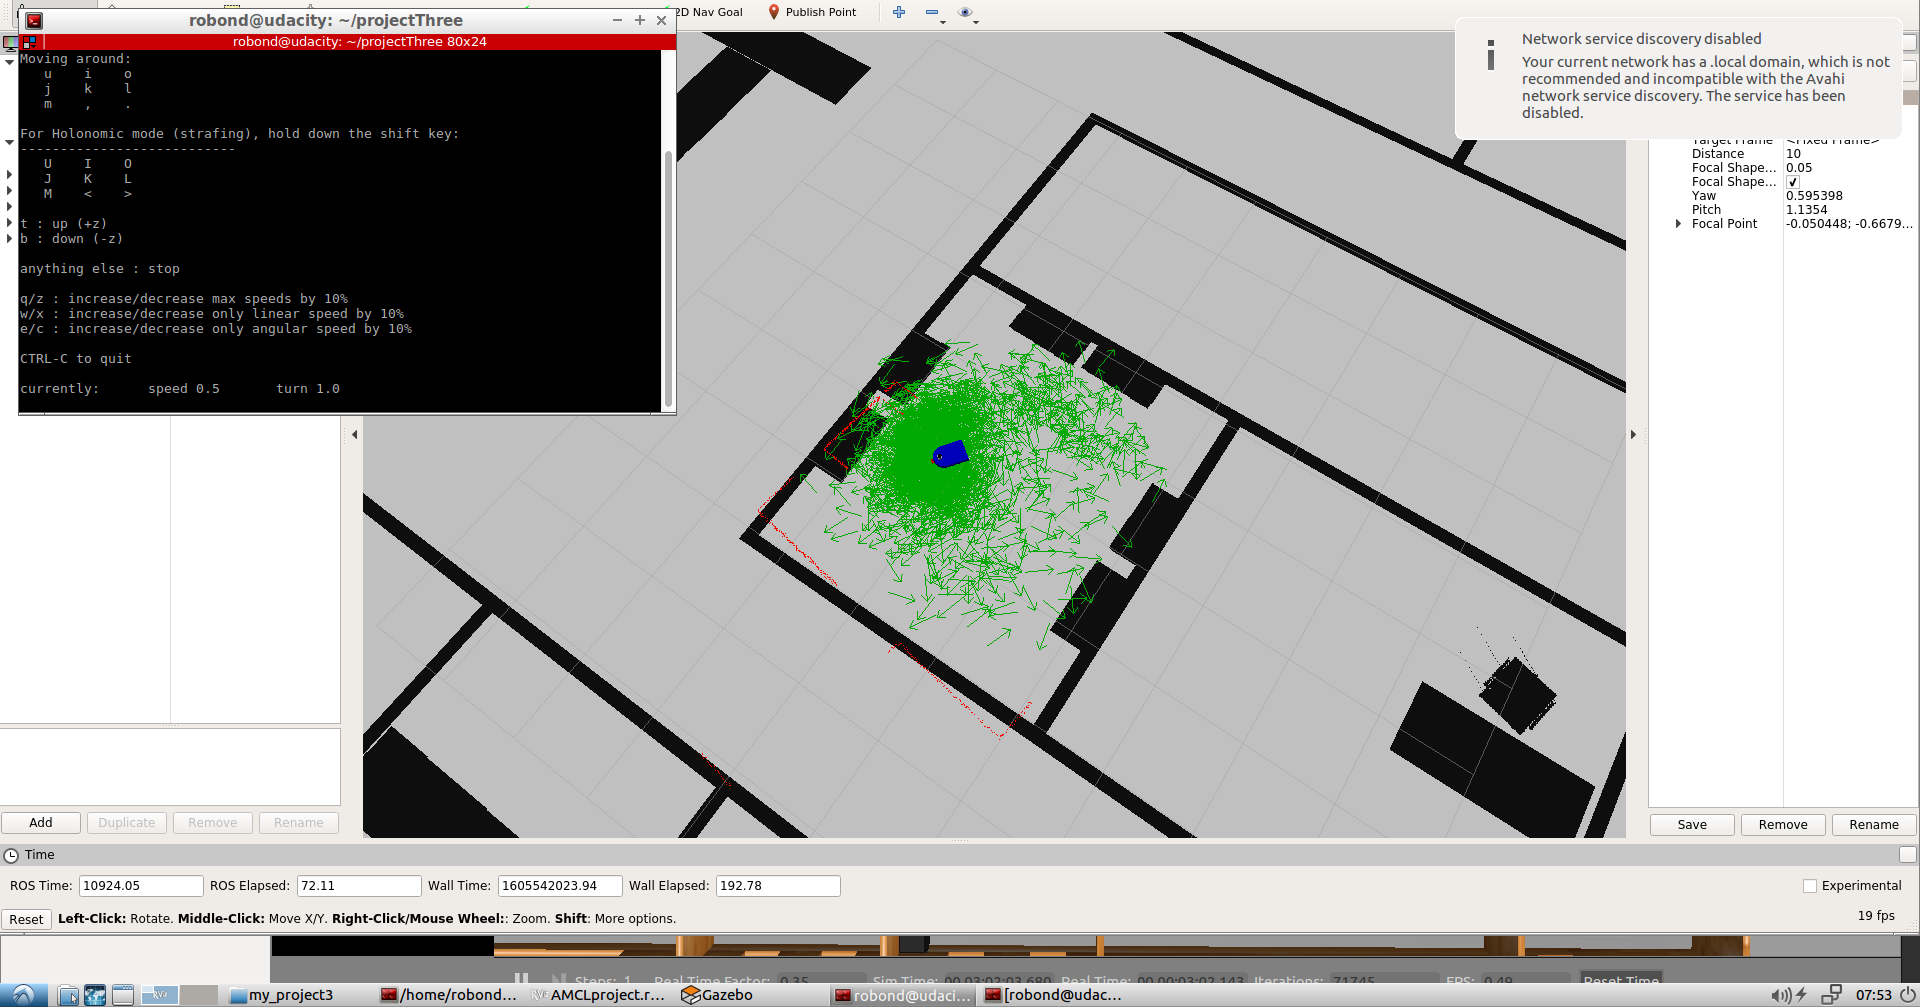 robond@udacity: ~/projectThree
2D Nav Goal
Publish Point
robond@udacity: ~/projectThree 80x24
Moving around:
u i o
j k l
m , .
For Holonomic mode (strafing), hold down the shift key:
---------------------------
U I O
J K L
M < >
t : up (+z)
b : down (-z)
anything else : stop
q/z : increase/decrease max speeds by 10%
w/x : increase/decrease only linear speed by 10%
e/c : increase/decrease only angular speed by 10%
CTRL-C to quit
currently: speed 0.5 turn 1.0
Network service discovery disabled
Your current network has a .local domain, which is not
recommended and incompatible with the Avahi
network service discovery. The service has been
disabled.
Target Frame <Fixed Frame>
Distance 10
Focal Shape... 0.05
Focal Shape... ✓
Yaw 0.595398
Pitch 1.1354
Focal Point -0.050448; -0.6679...
Add Duplicate Remove Rename
Save Remove Rename
Time
ROS Time: 10924.05 ROS Elapsed: 72.11 Wall Time: 1605542023.94 Wall Elapsed: 192.78 Experimental
Reset Left-Click: Rotate. Middle-Click: Move X/Y. Right-Click/Mouse Wheel:: Zoom. Shift: More options. 19 fps
Steps: 1 Real Time Factor: 0.35 Sim Time: 00 03:02:03.680 Real Time: 00 00:03:02.143 Iterations: 71745 FPS: 0.49 Reset Time
my_project3 /home/robond... AMCLproject.r... Gazebo robond@udaci... [robond@udac... 07:53